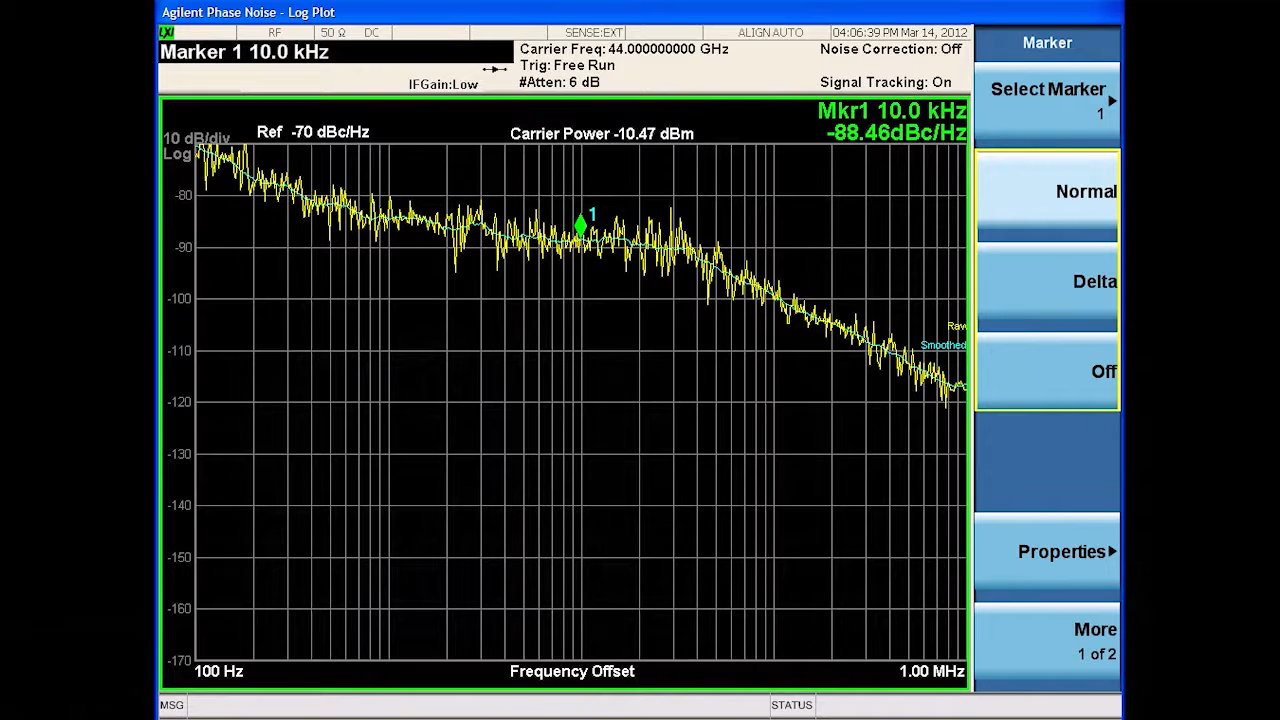 Agilent Phase Noise - Log Plot
LXI RF 50 Ω DC SENSE:EXT ALIGN AUTO 04:06:39 PM Mar 14, 2012
Marker 1 10.0 kHz
Carrier Freq: 44.000000000 GHz
Noise Correction: Off
Trig: Free Run
IFGain:Low
#Atten: 6 dB
Signal Tracking: On
Mkr1 10.0 kHz
-88.46dBc/Hz
10 dB/div
Log
Ref -70 dBc/Hz
Carrier Power -10.47 dBm
1
-80
-90
-100
-110
-120
-130
-140
-150
-160
-170
Raw
Smoothed
100 Hz
Frequency Offset
1.00 MHz
MSG
STATUS
Marker
Select Marker
1
Normal
Delta
Off
Properties
More
1 of 2